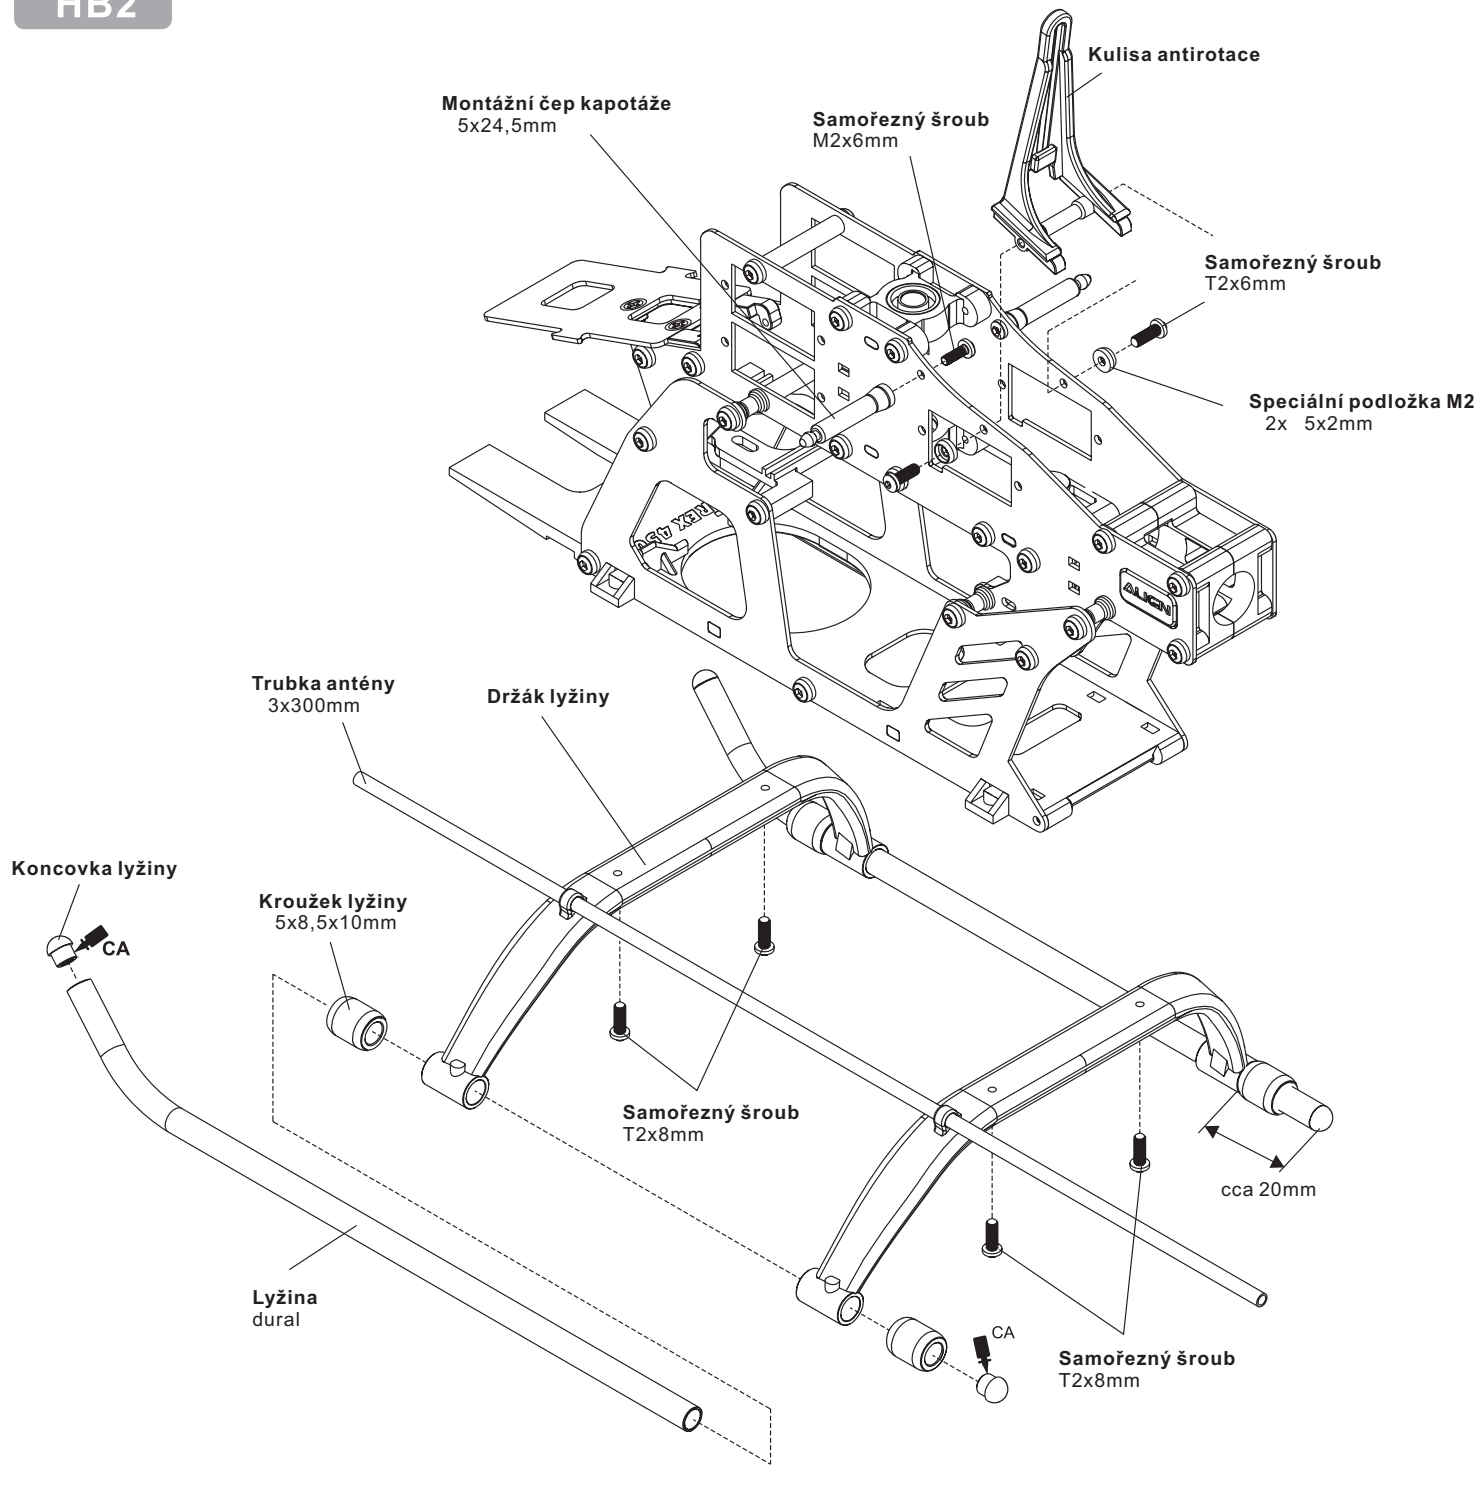 HB2
Kulisa antirotace
Montážní čep kapotáže
5x24,5mm
Samořezný šroub
M2x6mm
Samořezný šroub
T2x6mm
Speciální podložka M2
2x 5x2mm
ALIGN
Trubka antény
3x300mm
Držák lyžiny
Koncovka lyžiny
CA
Kroužek lyžiny
5x8,5x10mm
Samořezný šroub
T2x8mm
cca 20mm
Lyžina
dural
CA
Samořezný šroub
T2x8mm